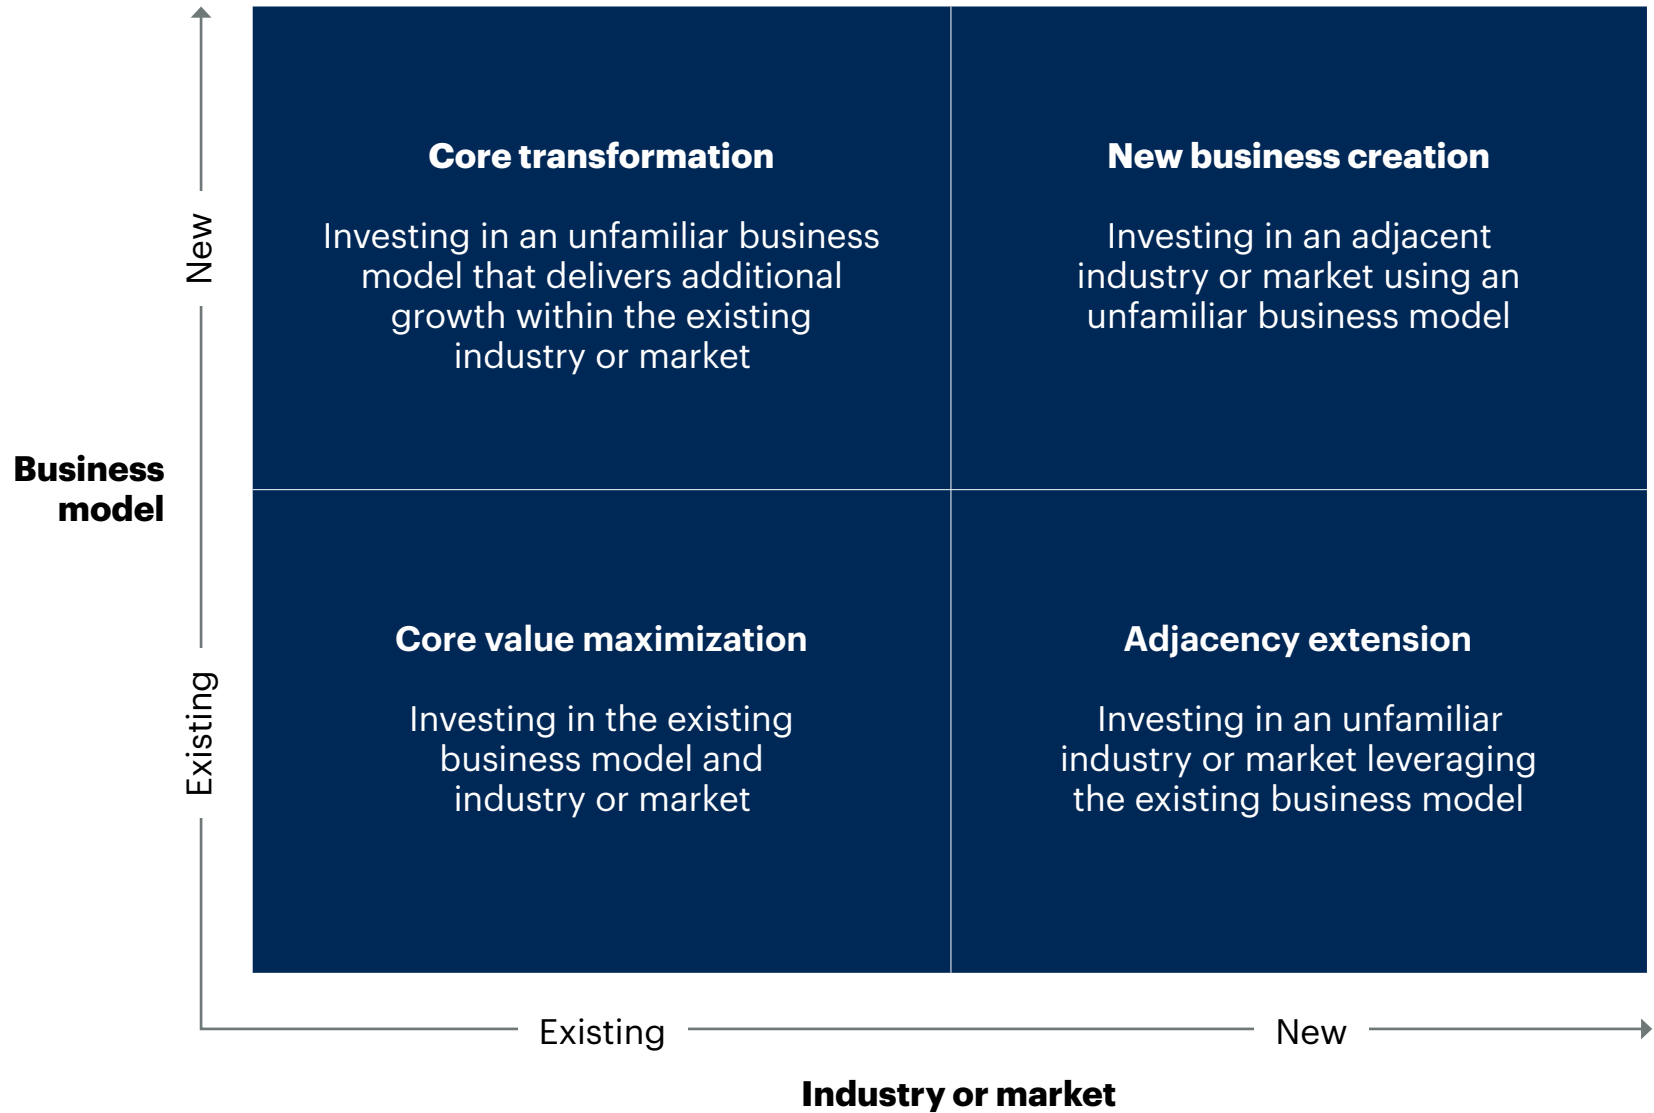 Core transformation
Investing in an unfamiliar business
model that delivers additional
growth within the existing
industry or market
New business creation
Investing in an adjacent
industry or market using an
unfamiliar business model
New
Business
model
Existing
Core value maximization
Investing in the existing
business model and
industry or market
Adjacency extension
Investing in an unfamiliar
industry or market leveraging
the existing business model
Existing
New
Industry or market